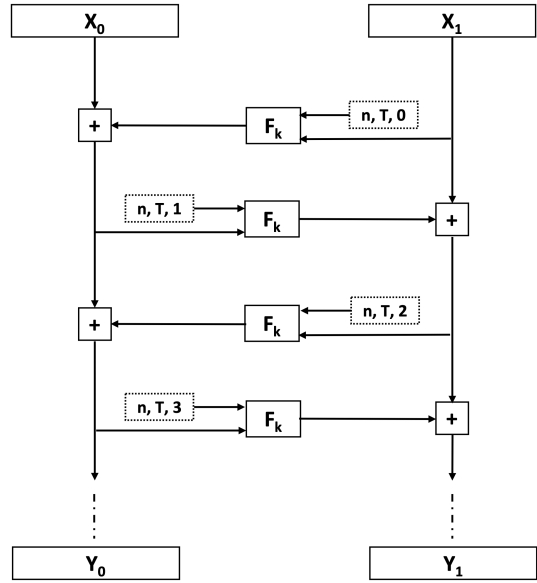 X₀ X₁
n, T, 0
+ Fₖ
n, T, 1
Fₖ +
n, T, 2
+ Fₖ
n, T, 3
Fₖ +
Y₀ Y₁